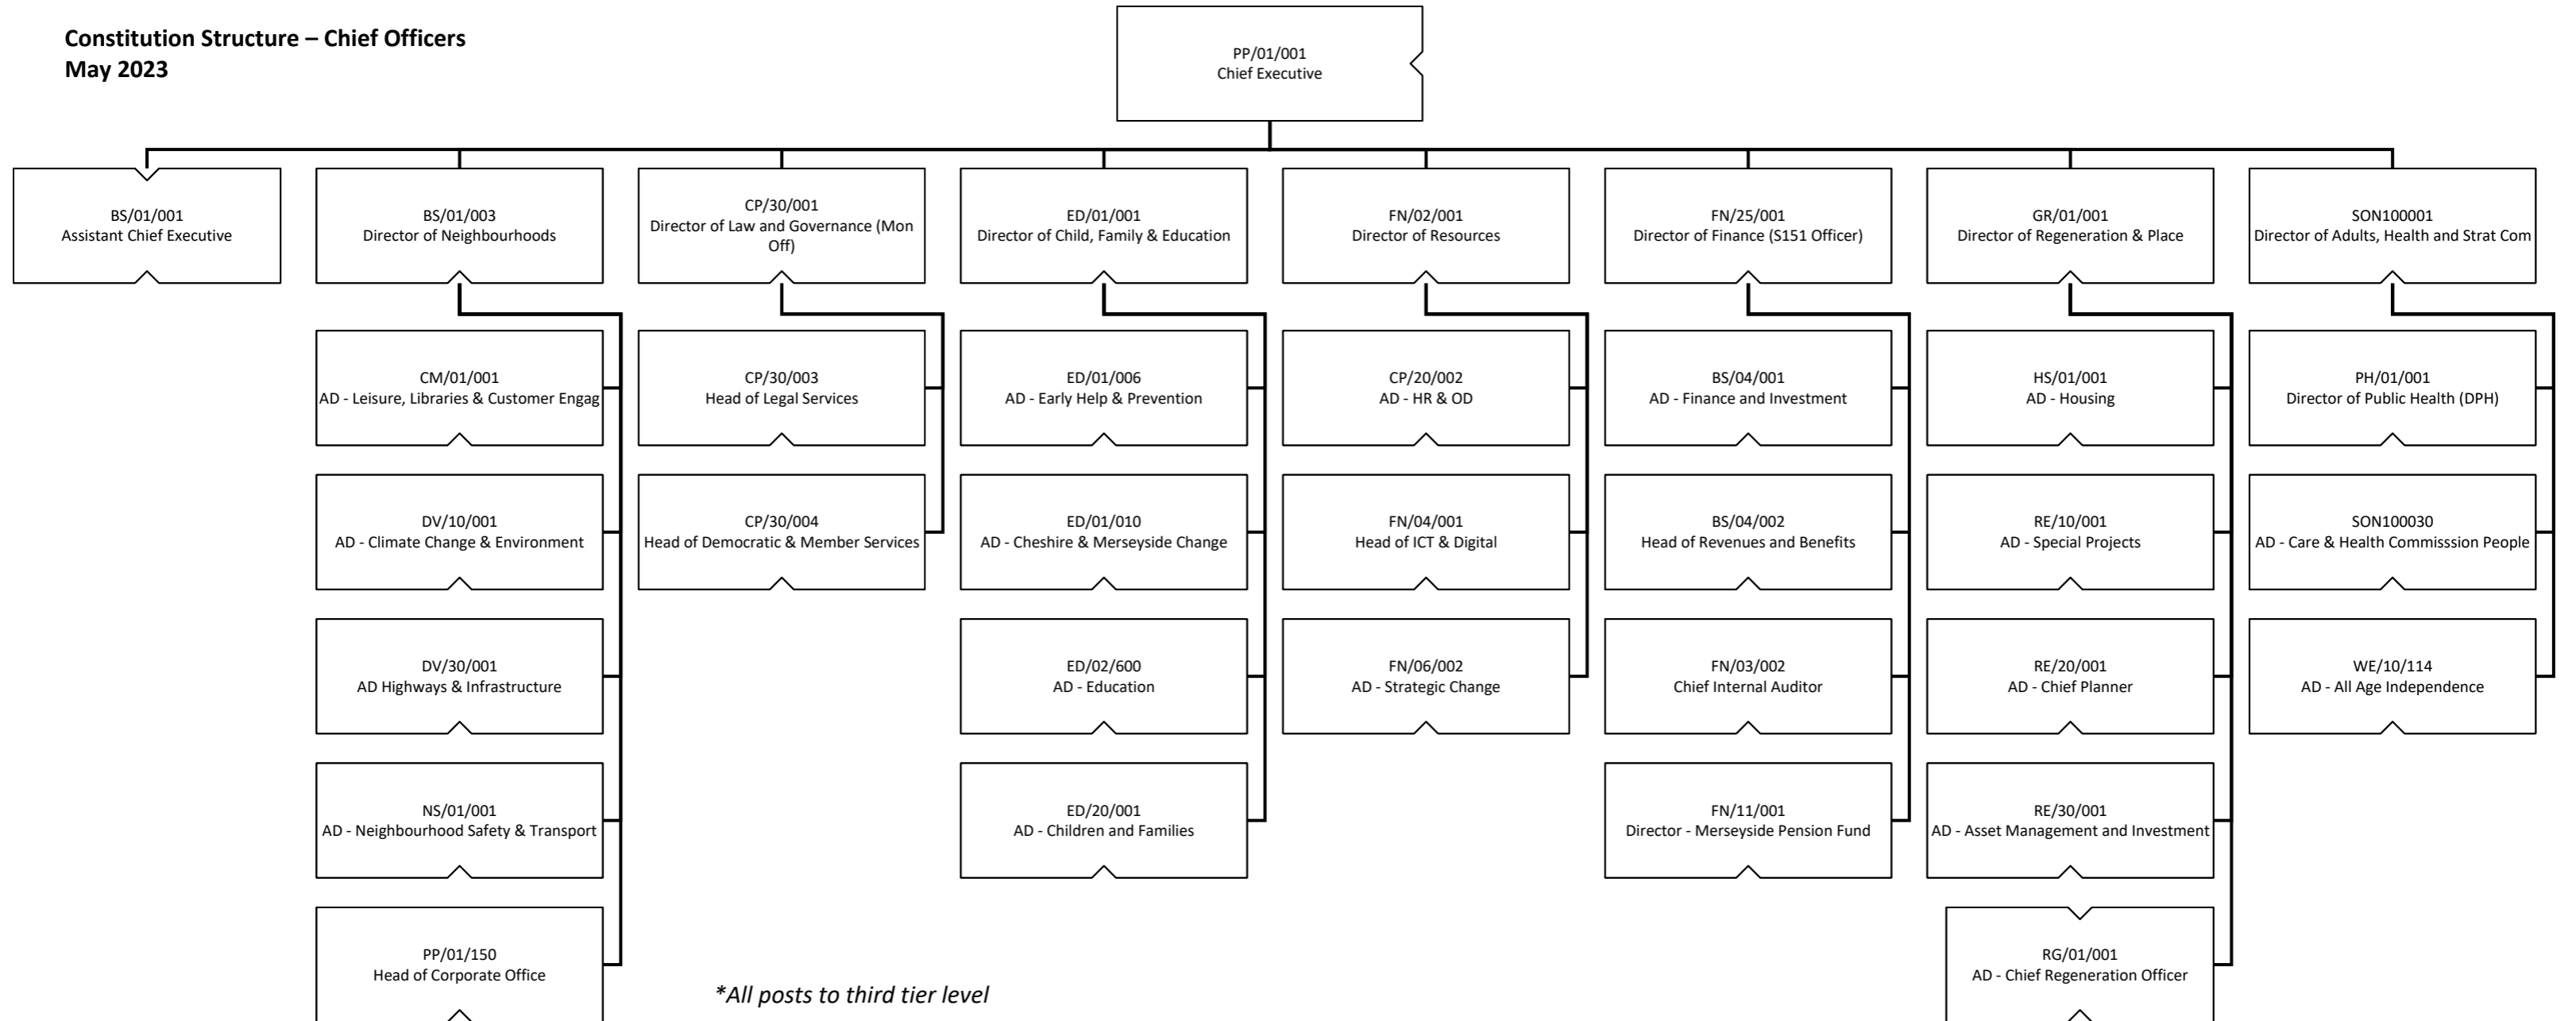 Constitution Structure – Chief Officers
May 2023
PP/01/001
Chief Executive
BS/01/001
Assistant Chief Executive
BS/01/003
Director of Neighbourhoods
CP/30/001
Director of Law and Governance (Mon
Off)
ED/01/001
Director of Child, Family & Education
FN/02/001
Director of Resources
FN/25/001
Director of Finance (S151 Officer)
GR/01/001
Director of Regeneration & Place
SON100001
Director of Adults, Health and Strat Com
CM/01/001
AD - Leisure, Libraries & Customer Engag
CP/30/003
Head of Legal Services
ED/01/006
AD - Early Help & Prevention
CP/20/002
AD - HR & OD
BS/04/001
AD - Finance and Investment
HS/01/001
AD - Housing
PH/01/001
Director of Public Health (DPH)
DV/10/001
AD - Climate Change & Environment
CP/30/004
Head of Democratic & Member Services
ED/01/010
AD - Cheshire & Merseyside Change
FN/04/001
Head of ICT & Digital
BS/04/002
Head of Revenues and Benefits
RE/10/001
AD - Special Projects
SON100030
AD - Care & Health Commisssion People
DV/30/001
AD Highways & Infrastructure
ED/02/600
AD - Education
FN/06/002
AD - Strategic Change
FN/03/002
Chief Internal Auditor
RE/20/001
AD - Chief Planner
WE/10/114
AD - All Age Independence
NS/01/001
AD - Neighbourhood Safety & Transport
ED/20/001
AD - Children and Families
FN/11/001
Director - Merseyside Pension Fund
RE/30/001
AD - Asset Management and Investment
PP/01/150
Head of Corporate Office
RG/01/001
AD - Chief Regeneration Officer
*All posts to third tier level